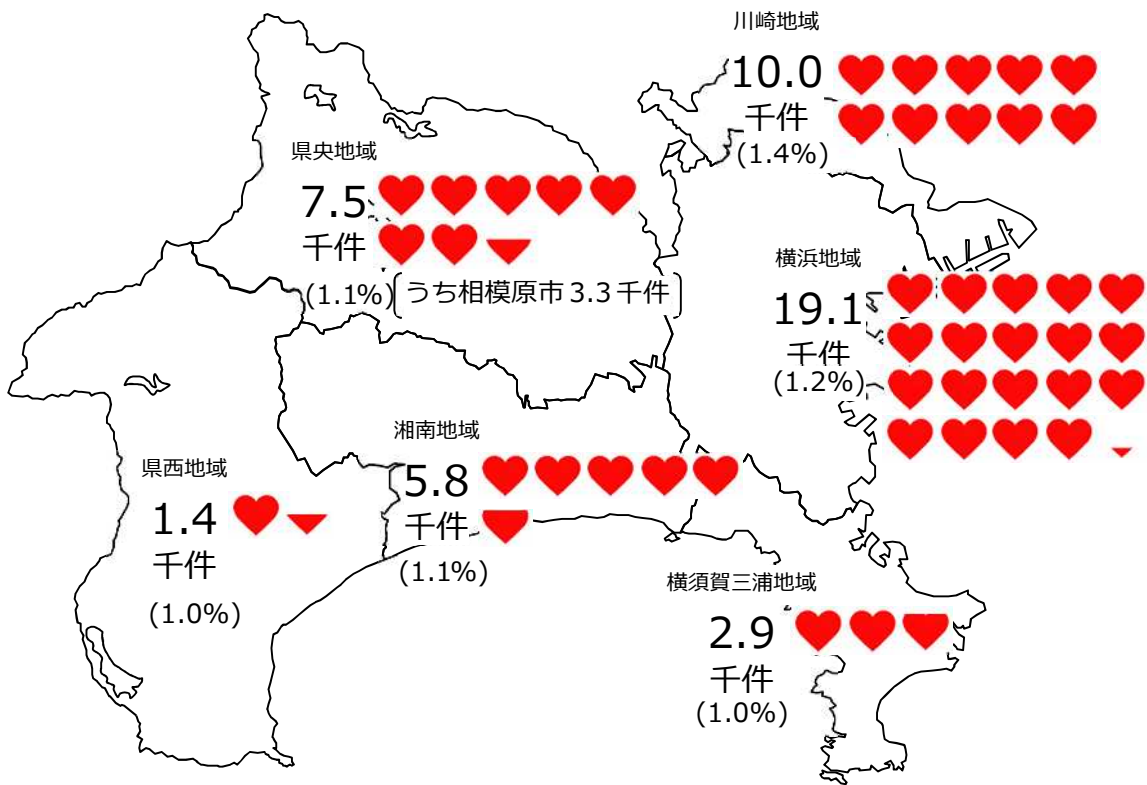 川崎地域
10.0
千件
(1.4%)
県央地域
7.5
千件
(1.1%)
うち相模原市 3.3 千件
横浜地域
19.1
千件
(1.2%)
湘南地域
5.8
千件
(1.1%)
県西地域
1.4
千件
(1.0%)
横須賀三浦地域
2.9
千件
(1.0%)